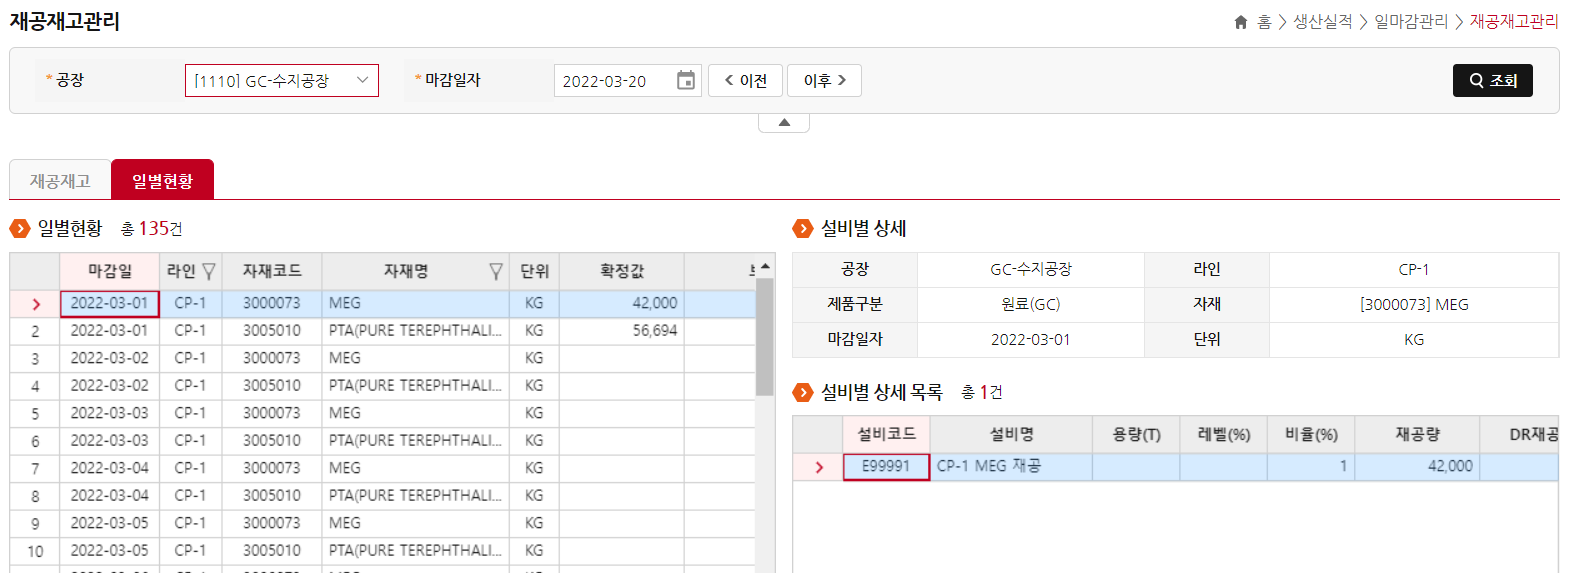 재공재고관리
홈 > 생산실적 > 일마감관리 > 재공재고관리
* 공장 [1110] GC-수지공장 * 마감일자 2022-03-20 < 이전 이후 > 조회
재공재고 일별현황
일별현황 총 135건
마감일 라인 자재코드 자재명 단위 확정값
2022-03-01 CP-1 3000073 MEG KG 42,000
2 2022-03-01 CP-1 3005010 PTA(PURE TEREPHTHALI... KG 56,694
3 2022-03-02 CP-1 3000073 MEG KG
4 2022-03-02 CP-1 3005010 PTA(PURE TEREPHTHALI... KG
5 2022-03-03 CP-1 3000073 MEG KG
6 2022-03-03 CP-1 3005010 PTA(PURE TEREPHTHALI... KG
7 2022-03-04 CP-1 3000073 MEG KG
8 2022-03-04 CP-1 3005010 PTA(PURE TEREPHTHALI... KG
9 2022-03-05 CP-1 3000073 MEG KG
10 2022-03-05 CP-1 3005010 PTA(PURE TEREPHTHALI... KG
설비별 상세
공장 GC-수지공장 라인 CP-1
제품구분 원료(GC) 자재 [3000073] MEG
마감일자 2022-03-01 단위 KG
설비별 상세 목록 총 1건
설비코드 설비명 용량(T) 레벨(%) 비율(%) 재공량 DR재공
E99991 CP-1 MEG 재공 1 42,000